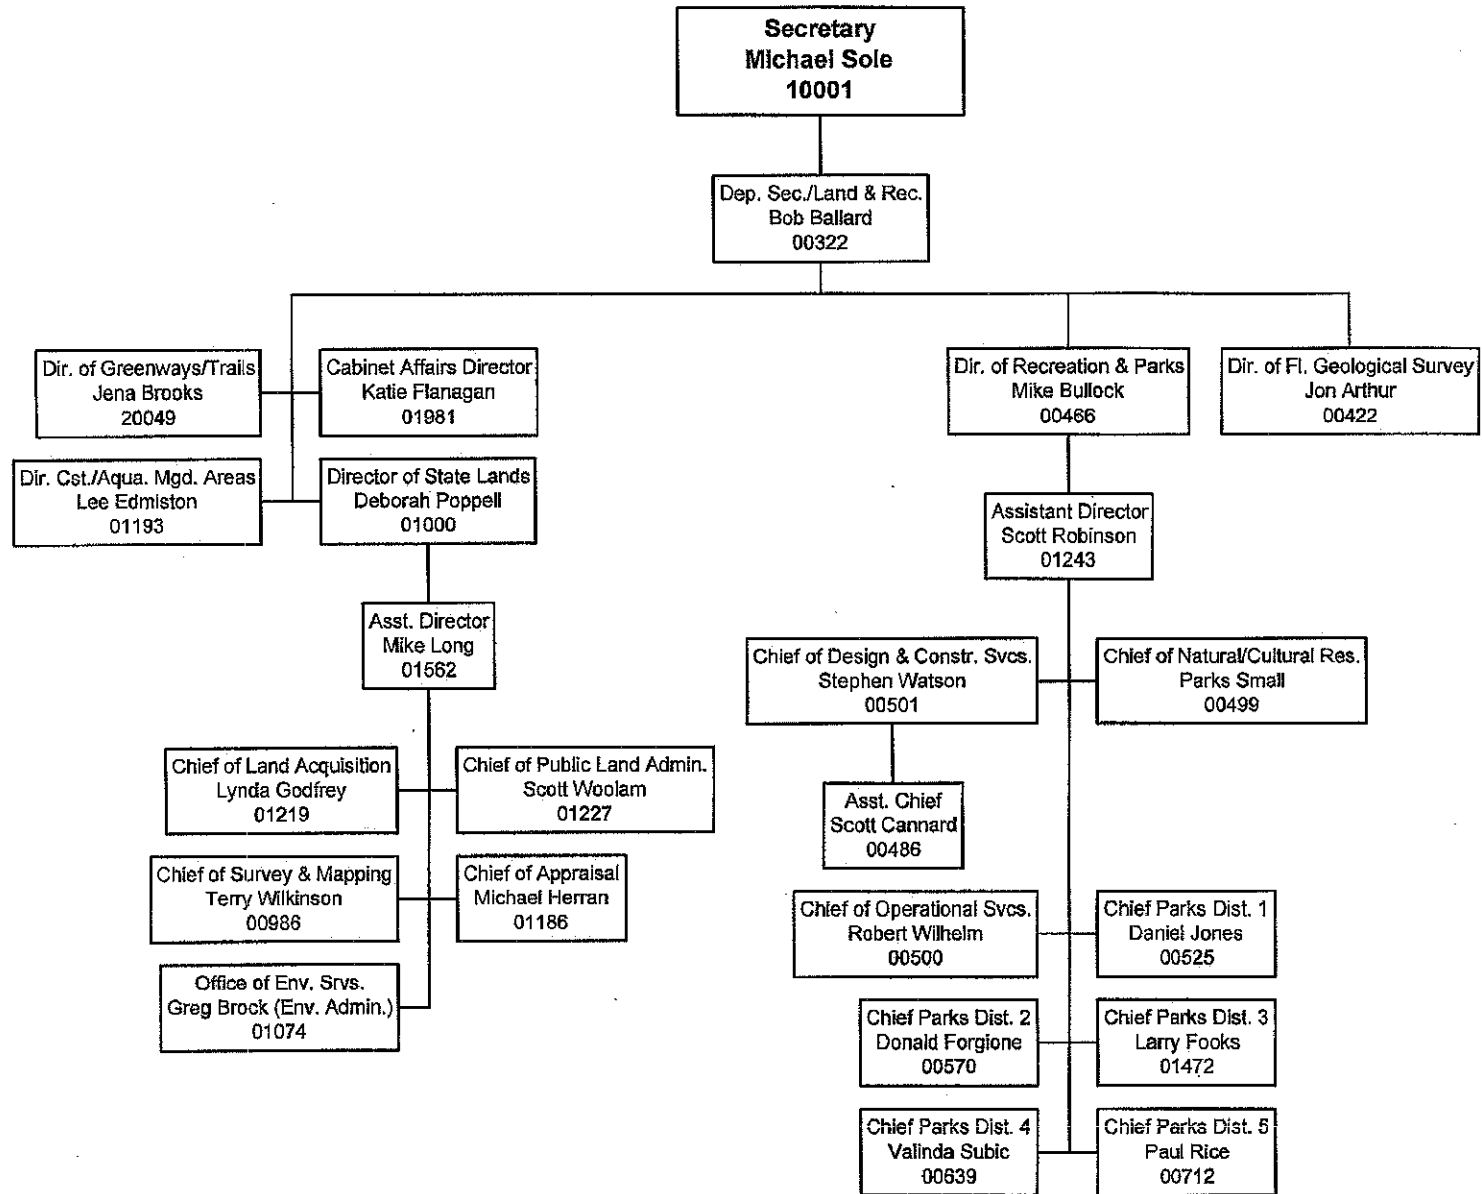 Secretary
Michael Sole
10001
Dep. Sec./Land & Rec.
Bob Ballard
00322
Dir. of Greenways/Trails
Jena Brooks
20049
Cabinet Affairs Director
Katie Flanagan
01981
Dir. of Recreation & Parks
Mike Bullock
00466
Dir. of Fl. Geological Survey
Jon Arthur
00422
Dir. Cst./Aqua. Mgd. Areas
Lee Edmiston
01193
Director of State Lands
Deborah Poppell
01000
Assistant Director
Scott Robinson
01243
Asst. Director
Mike Long
01562
Chief of Design & Constr. Svcs.
Stephen Watson
00501
Chief of Natural/Cultural Res.
Parks Small
00499
Chief of Land Acquisition
Lynda Godfrey
01219
Chief of Public Land Admin.
Scott Woolam
01227
Asst. Chief
Scott Cannard
00486
Chief of Survey & Mapping
Terry Wilkinson
00986
Chief of Appraisal
Michael Herran
01186
Chief of Operational Svcs.
Robert Wilhelm
00500
Chief Parks Dist. 1
Daniel Jones
00525
Office of Env. Srvs.
Greg Brock (Env. Admin.)
01074
Chief Parks Dist. 2
Donald Forgione
00570
Chief Parks Dist. 3
Larry Fooks
01472
Chief Parks Dist. 4
Valinda Subic
00639
Chief Parks Dist. 5
Paul Rice
00712